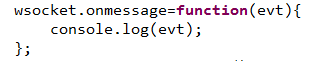 wsocket.onmessage=function(evt){
    console.log(evt);
};